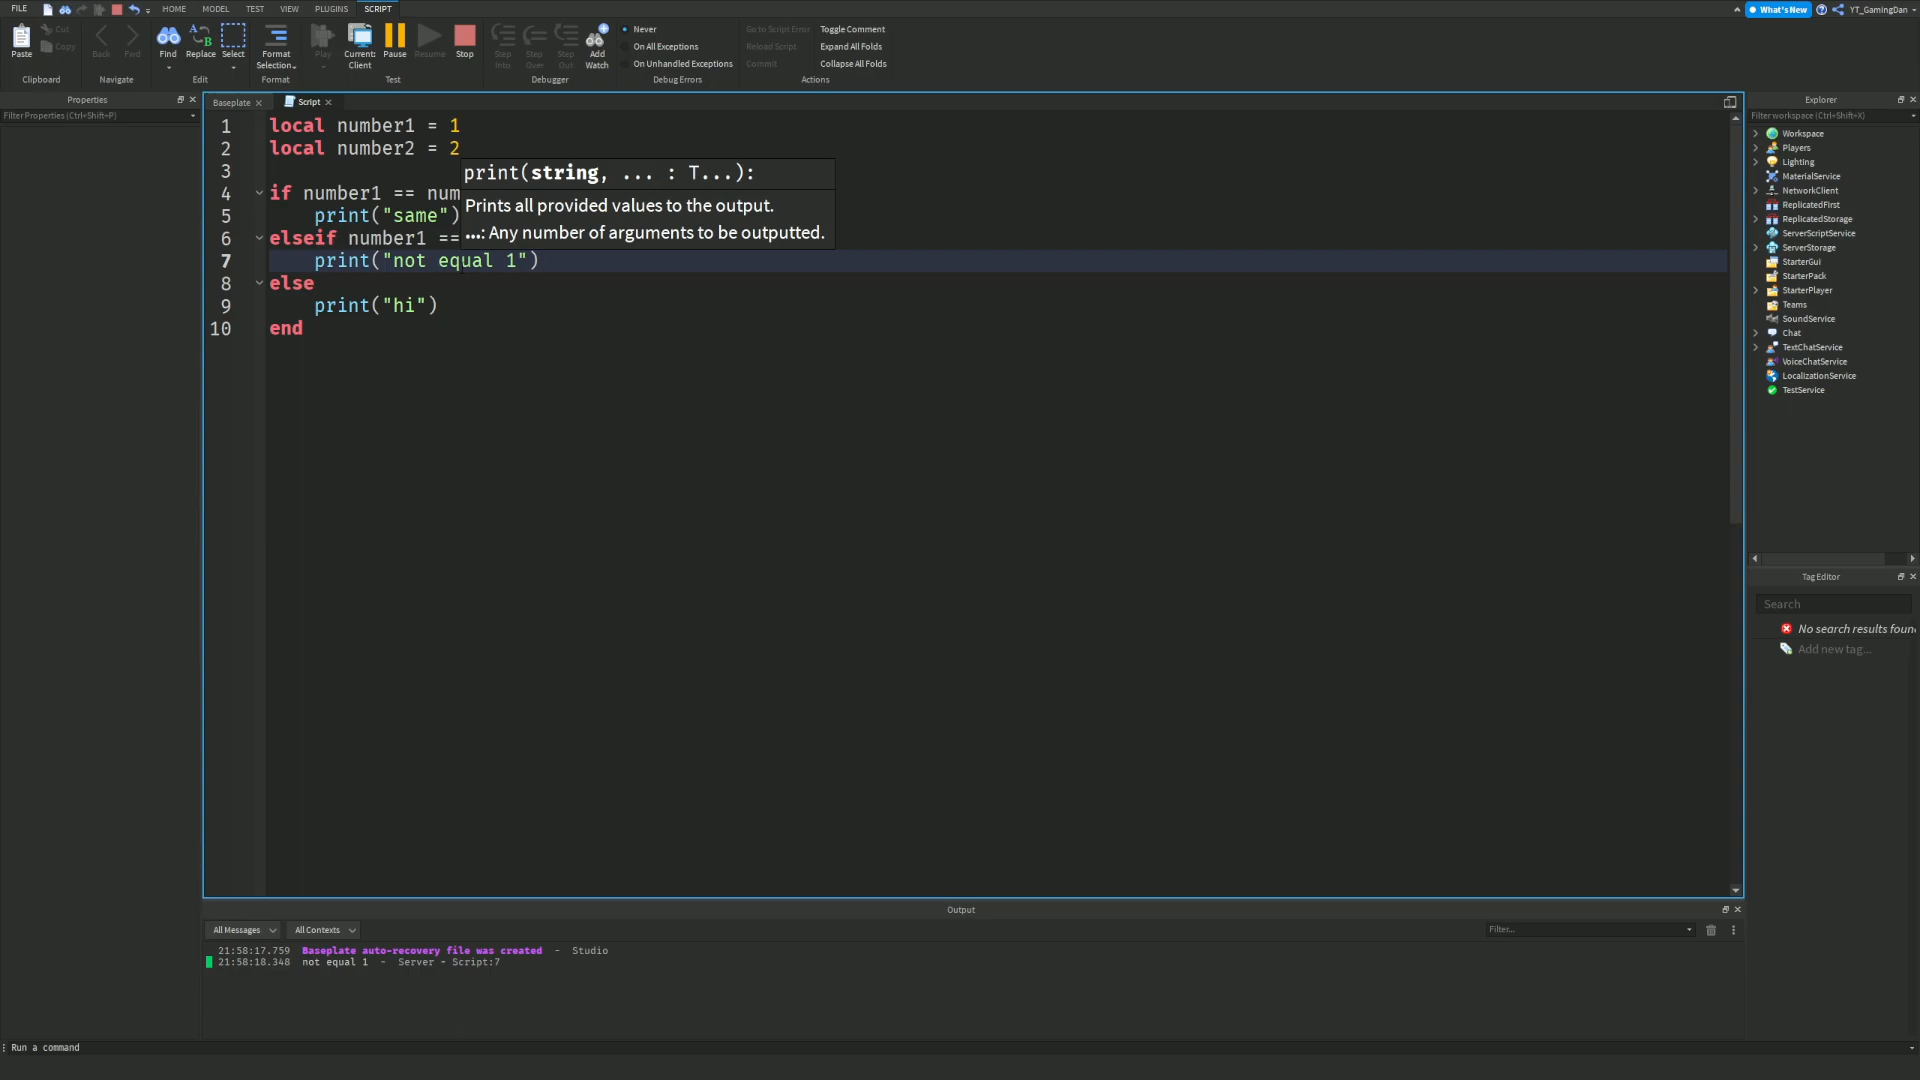 FILE HOME MODEL TEST VIEW PLUGINS SCRIPT What's New YT_GamingDan
Paste Cut Copy
Clipboard
Back Fwd
Navigate
Find Replace Select
Edit
Format Selection
Format
Play Current: Client Pause Resume Stop
Test
Step Into Step Over Step Out Add Watch
Debugger
Never
On All Exceptions
On Unhandled Exceptions
Debug Errors
Go to Script Error
Reload Script
Commit
Toggle Comment
Expand All Folds
Collapse All Folds
Actions
Properties
Filter Properties (Ctrl+Shift+P)
Baseplate Script
1 local number1 = 1
2 local number2 = 2
3
4 if number1 == num
5 print("same")
6 elseif number1 ==
7 print("not equal 1")
8 else
9 print("hi")
10 end
print(string, ... : T...):
Prints all provided values to the output.
...: Any number of arguments to be outputted.
Explorer
Filter workspace (Ctrl+Shift+X)
Workspace
Players
Lighting
MaterialService
NetworkClient
ReplicatedFirst
ReplicatedStorage
ServerScriptService
ServerStorage
StarterGui
StarterPack
StarterPlayer
Teams
SoundService
Chat
TextChatService
VoiceChatService
LocalizationService
TestService
Tag Editor
Search
No search results foun
Add new tag...
Output
All Messages All Contexts Filter...
21:58:17.759 Baseplate auto-recovery file was created - Studio
21:58:18.348 not equal 1 - Server - Script:7
Run a command